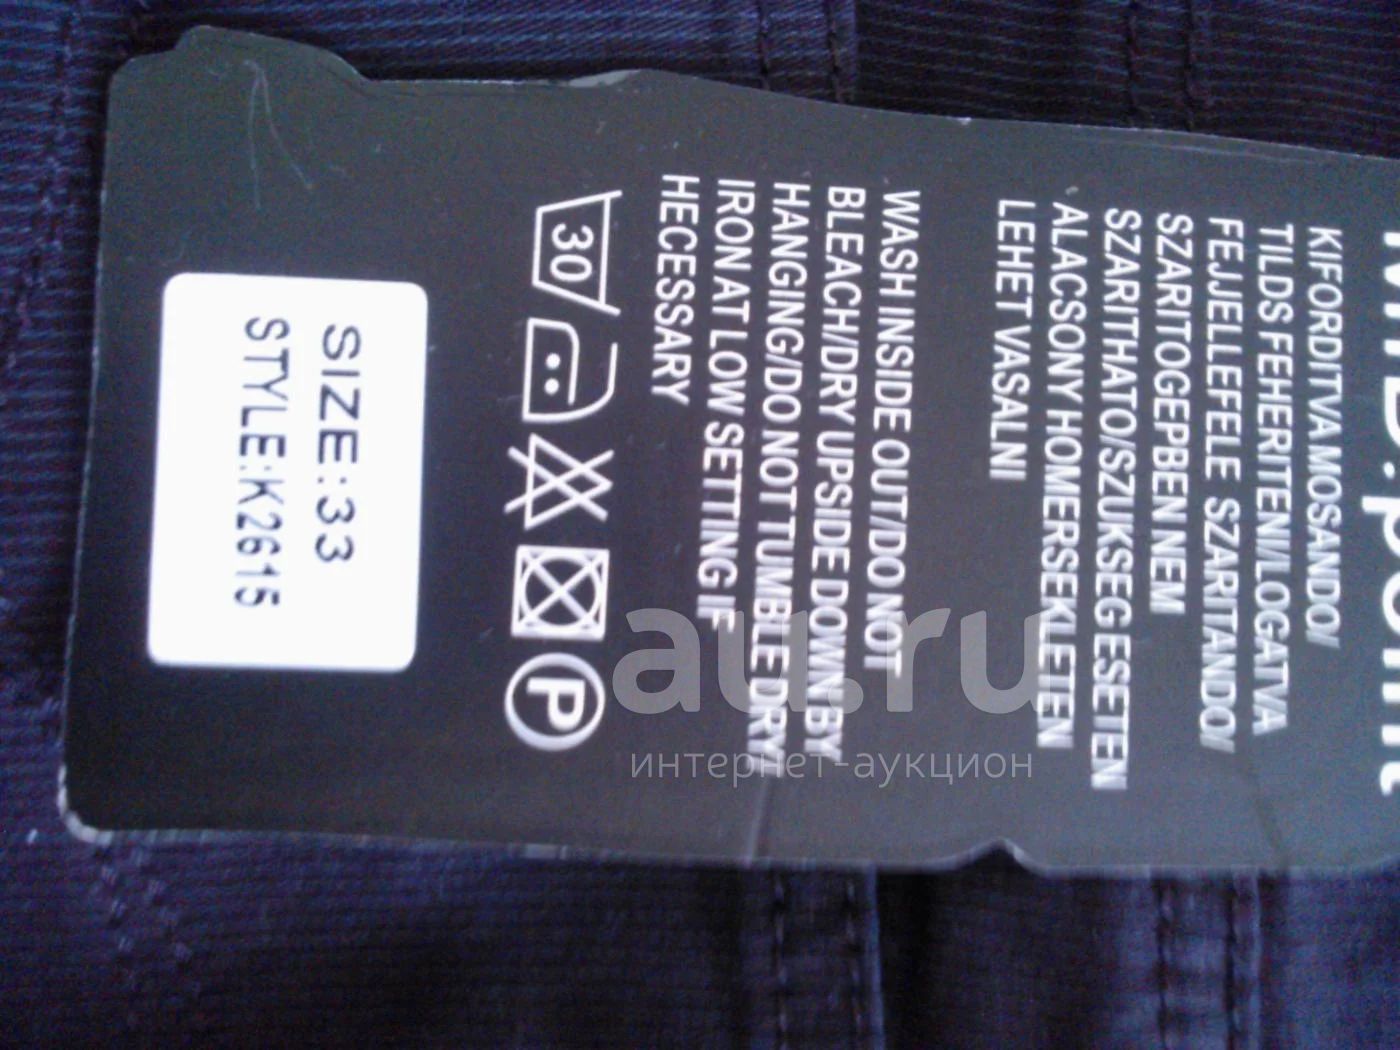 KIFORDITVA MOSANDO/
TILDS FEHERITENI/LOGATVA
FEJJELLEFELE SZARITANDO/
SZARITOGEPBEN NEM
SZARITHATO/SZUKSEGESETEN
ALACSONY HOMERSEKLETEN
LEHET VASALNI
WASH INSIDE OUT/DO NOT
BLEACH/DRY UPSIDE DOWN BY
HANGING/DO NOT TUMBLE DRY/
IRON AT LOW SETTING IF
HECESSARY
30
P
SIZE:33
STYLE:K2615
au.ru
интернет-аукцион